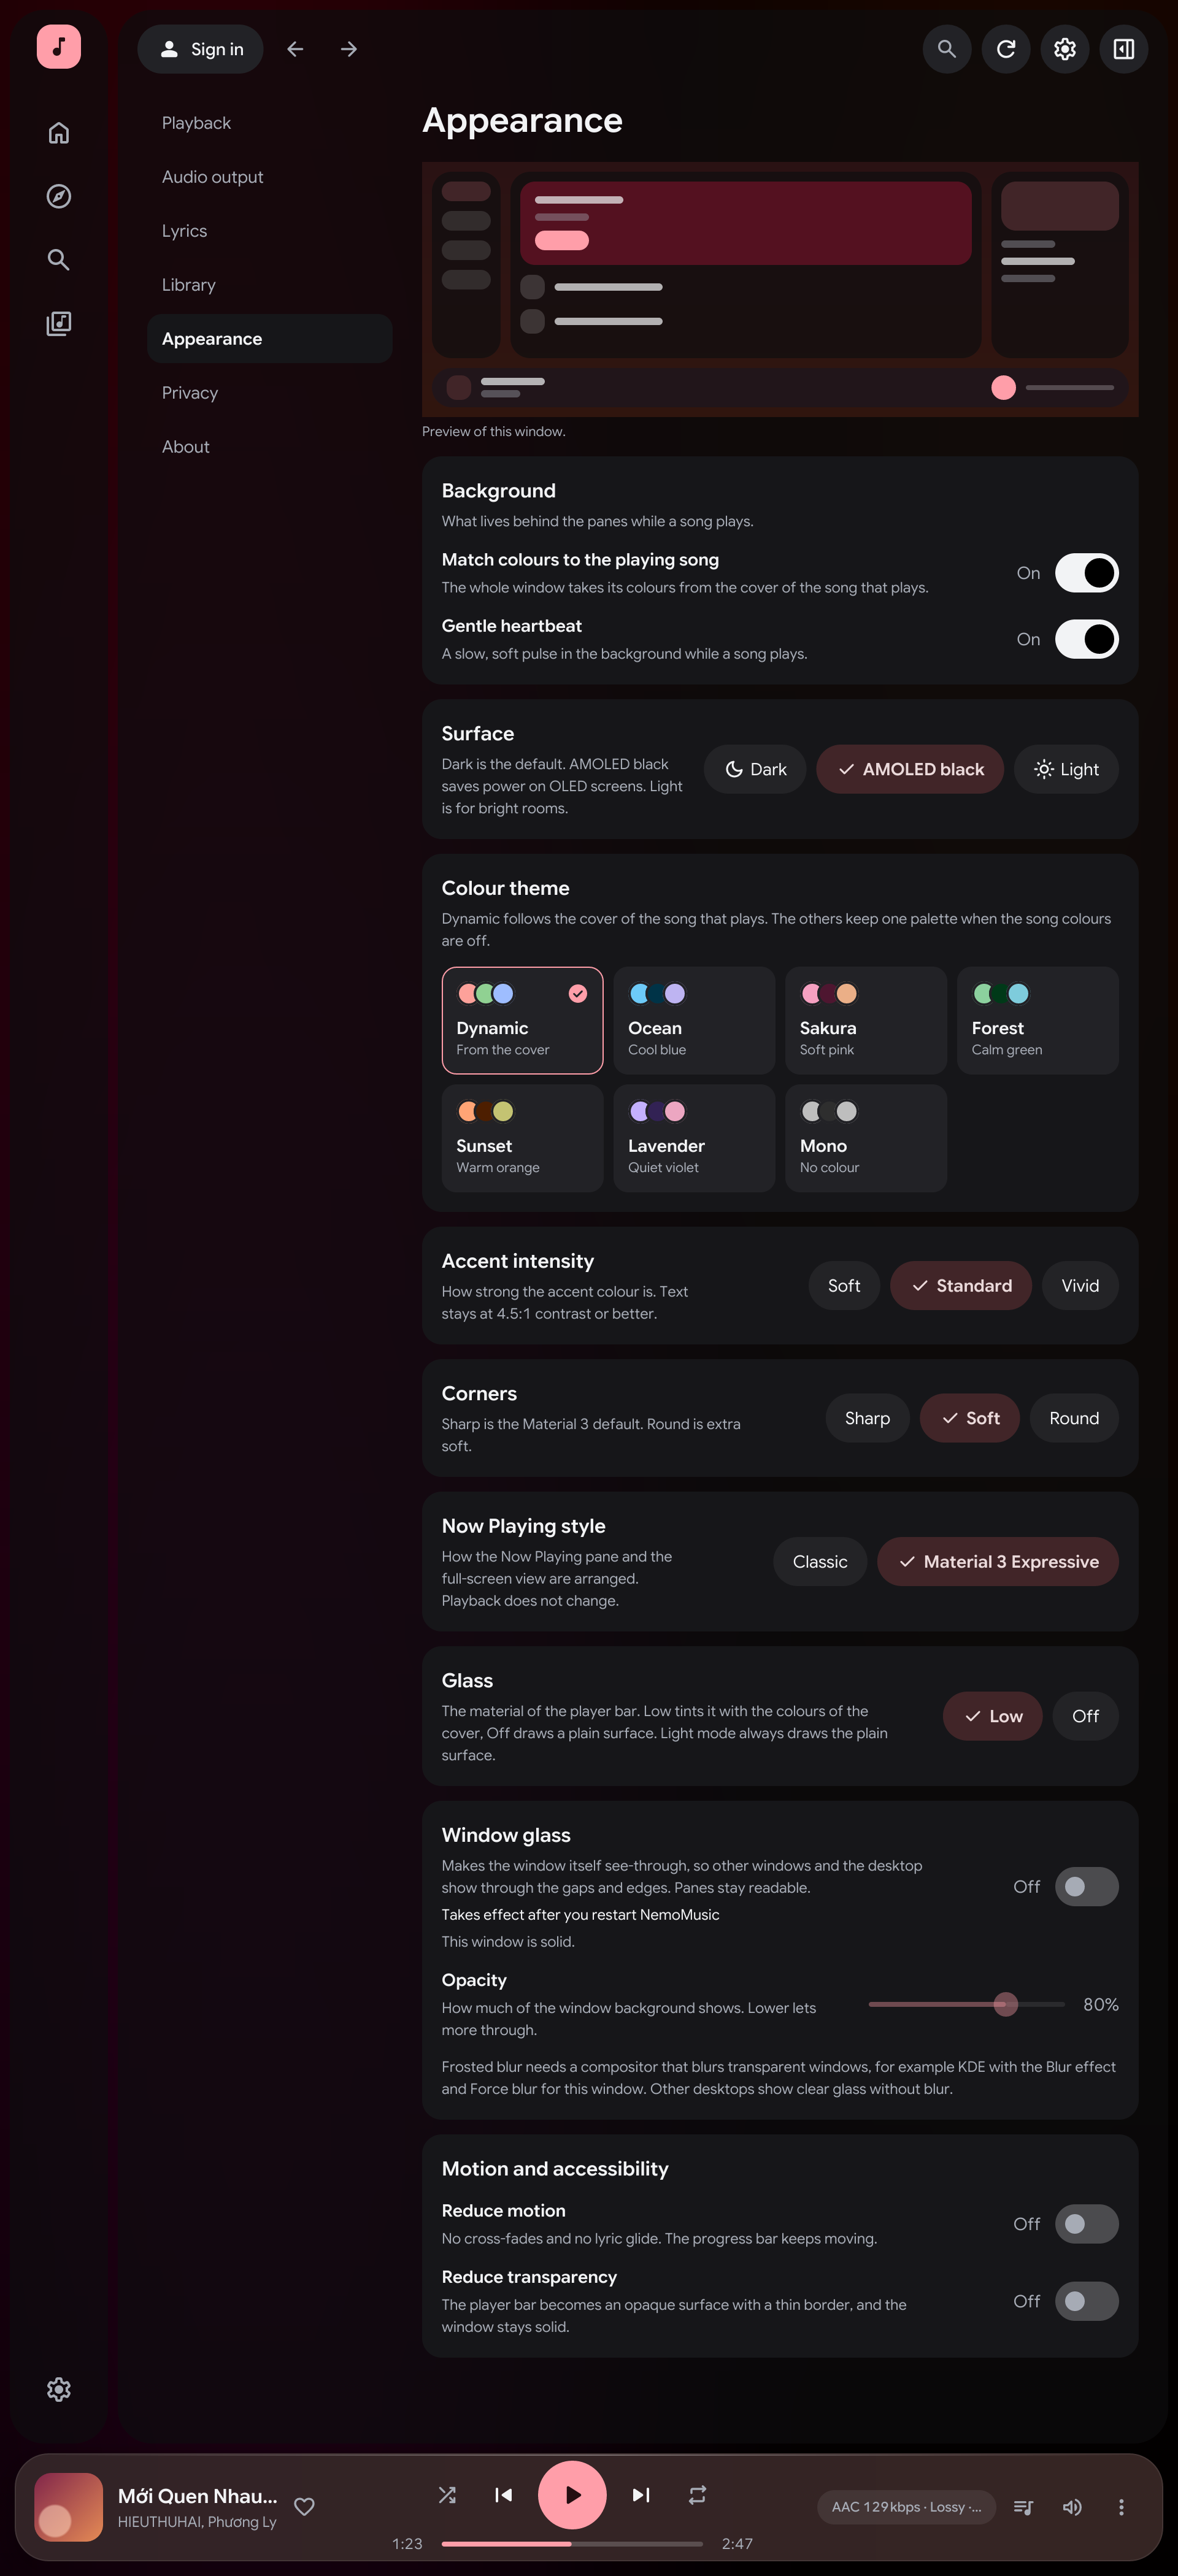 Sign in
Playback
Audio output
Lyrics
Library
Appearance
Privacy
About
Appearance
Preview of this window.
Background
What lives behind the panes while a song plays.
Match colours to the playing song
The whole window takes its colours from the cover of the song that plays.
On
Gentle heartbeat
A slow, soft pulse in the background while a song plays.
On
Surface
Dark is the default. AMOLED black
saves power on OLED screens. Light
is for bright rooms.
Dark
AMOLED black
Light
Colour theme
Dynamic follows the cover of the song that plays. The others keep one palette when the song colours
are off.
Dynamic
From the cover
Ocean
Cool blue
Sakura
Soft pink
Forest
Calm green
Sunset
Warm orange
Lavender
Quiet violet
Mono
No colour
Accent intensity
How strong the accent colour is. Text
stays at 4.5:1 contrast or better.
Soft
Standard
Vivid
Corners
Sharp is the Material 3 default. Round is extra
soft.
Sharp
Soft
Round
Now Playing style
How the Now Playing pane and the
full-screen view are arranged.
Playback does not change.
Classic
Material 3 Expressive
Glass
The material of the player bar. Low tints it with the colours of the
cover, Off draws a plain surface. Light mode always draws the plain
surface.
Low
Off
Window glass
Makes the window itself see-through, so other windows and the desktop
show through the gaps and edges. Panes stay readable.
Takes effect after you restart NemoMusic
This window is solid.
Off
Opacity
How much of the window background shows. Lower lets
more through.
80%
Frosted blur needs a compositor that blurs transparent windows, for example KDE with the Blur effect
and Force blur for this window. Other desktops show clear glass without blur.
Motion and accessibility
Reduce motion
No cross-fades and no lyric glide. The progress bar keeps moving.
Off
Reduce transparency
The player bar becomes an opaque surface with a thin border, and the
window stays solid.
Off
Mới Quen Nhau...
HIEUTHUHAI, Phương Ly
1:23
2:47
AAC 129 kbps · Lossy ·...